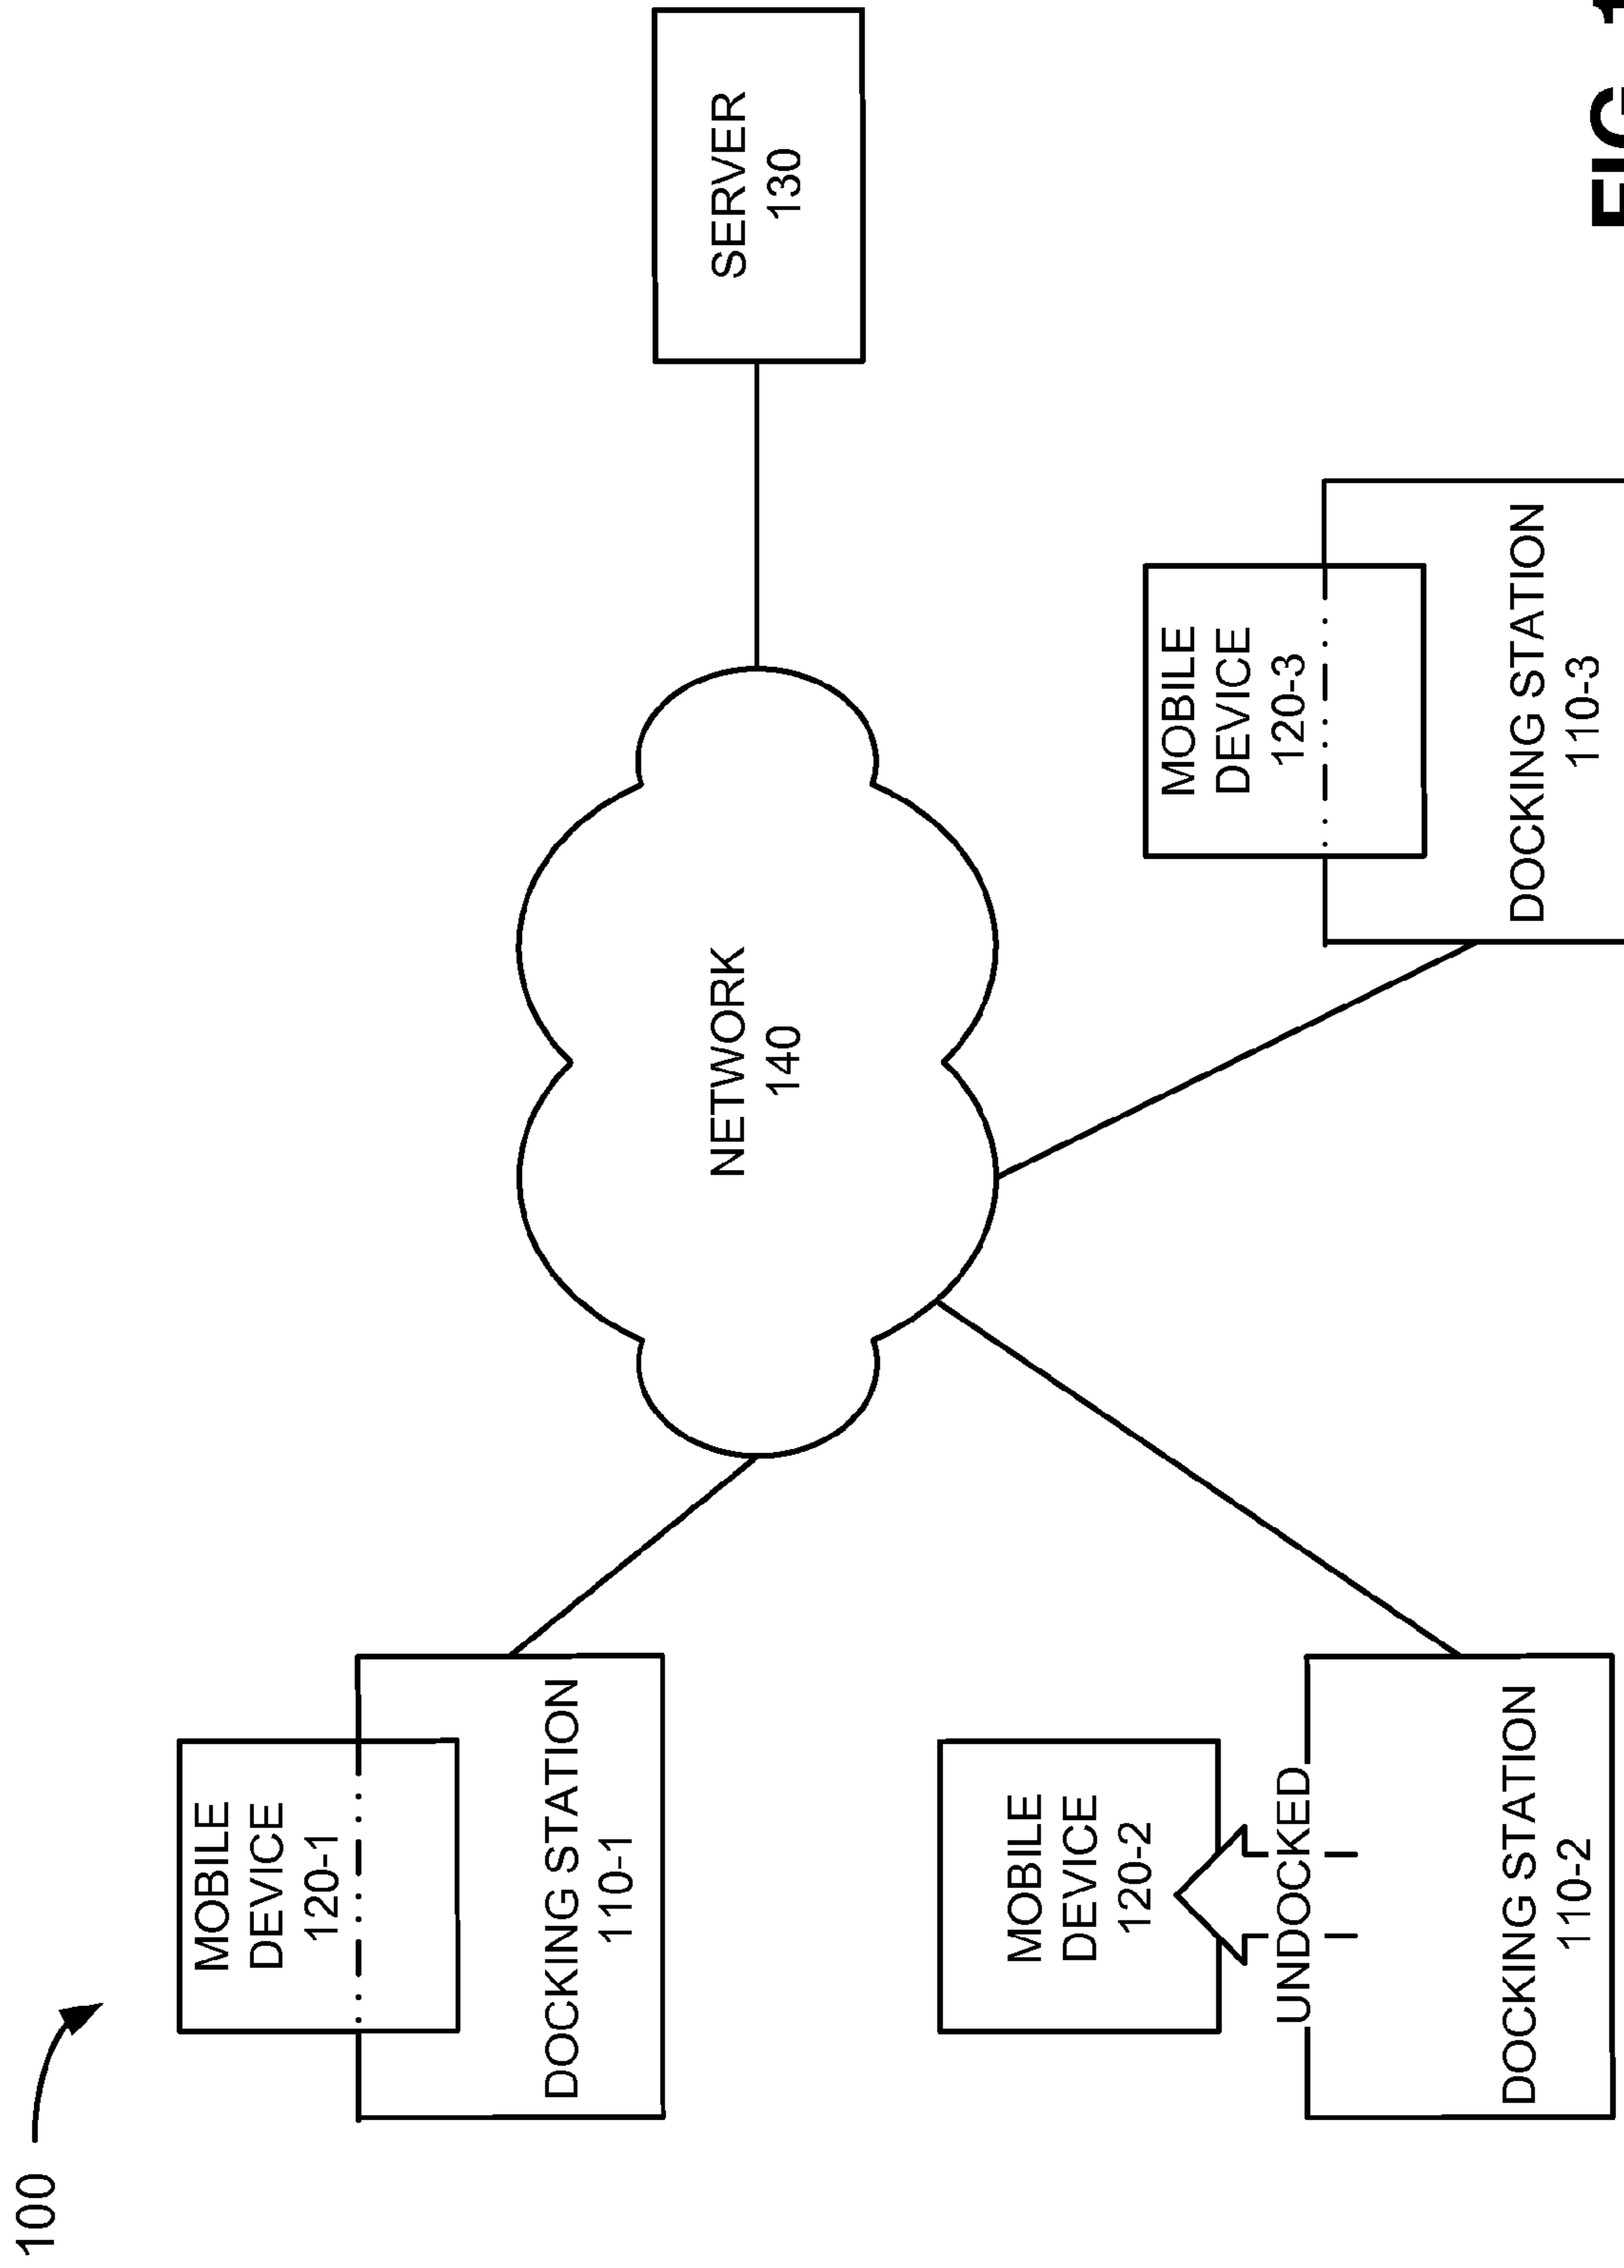 100
MOBILE
DEVICE
120-1
DOCKING STATION
110-1
NETWORK
140
SERVER
130
MOBILE
DEVICE
120-2
UNDOCKED
DOCKING STATION
110-2
MOBILE
DEVICE
120-3
DOCKING STATION
110-3